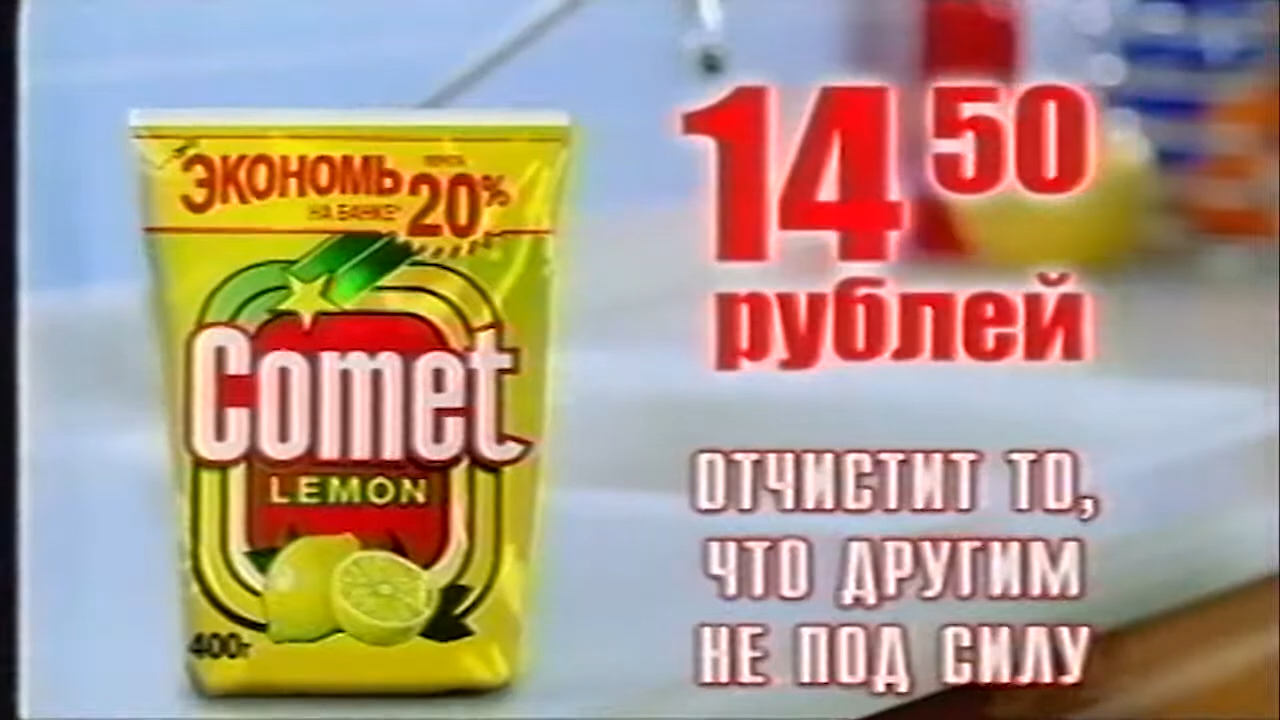 ЭКОНОМЬ
НА БАНКЕ*
20%
Comet
LEMON
400г
14 50
рублей
ОТЧИСТИТ ТО,
ЧТО ДРУГИМ
НЕ ПОД СИЛУ